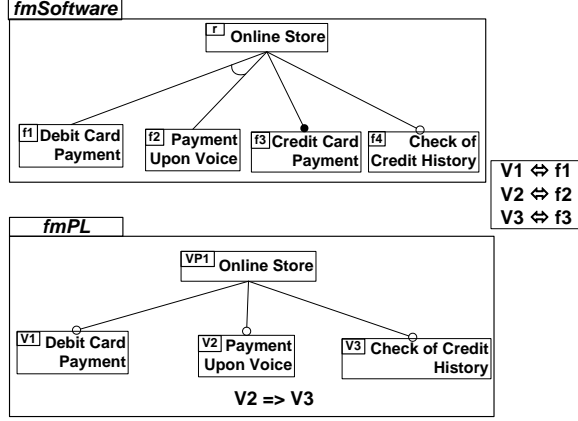 fmSoftware
r Online Store
f1 Debit Card
Payment
f2 Payment
Upon Voice
f3 Credit Card
Payment
f4 Check of
Credit History
V1 ⇔ f1
V2 ⇔ f2
V3 ⇔ f3
fmPL
VP1 Online Store
V1 Debit Card
Payment
V2 Payment
Upon Voice
V3 Check of Credit
History
V2 => V3